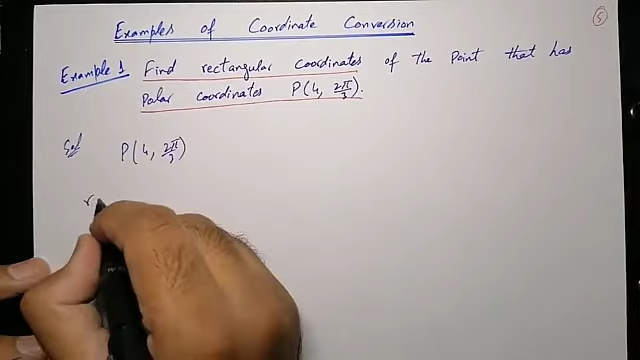 Examples of Coordinate Conversion
5
Example 1 Find rectangular coordinates of the Point that has
Polar coordinates P(4, 2π/3).
Sol P(4, 2π/3)
r